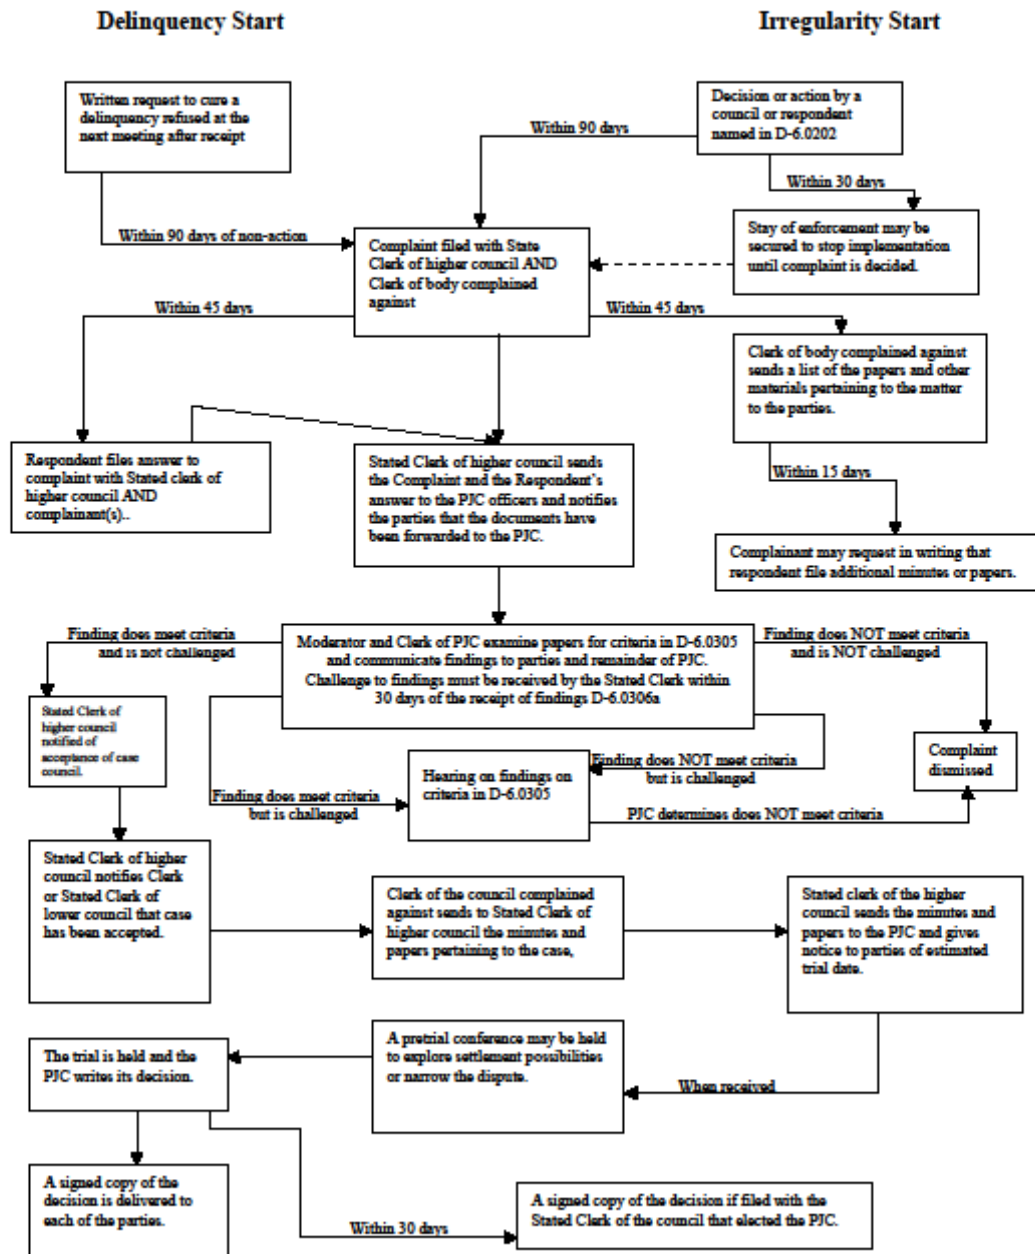 Delinquency Start
Irregularity Start
Written request to cure a
delinquency refused at the
next meeting after receipt
Decision or action by a
council or respondent
named in D-6.0202
Within 90 days
Within 30 days
Within 90 days of non-action
Complaint filed with State
Clerk of higher council AND
Clerk of body complained
against
Stay of enforcement may be
secured to stop implementation
until complaint is decided.
Within 45 days
Within 45 days
Clerk of body complained against
sends a list of the papers and other
materials pertaining to the matter
to the parties.
Respondent files answer to
complaint with Stated clerk of
higher council AND
complainant(s)..
Stated Clerk of higher council sends
the Complaint and the Respondent's
answer to the PJC officers and notifies
the parties that the documents have
been forwarded to the PJC.
Within 15 days
Complainant may request in writing that
respondent file additional minutes or papers.
Finding does meet criteria
and is not challenged
Moderator and Clerk of PJC examine papers for criteria in D-6.0305
and communicate findings to parties and remainder of PJC.
Challenge to findings must be received by the Stated Clerk within
30 days of the receipt of findings D-6.0306a
Finding does NOT meet criteria
and is NOT challenged
Stated Clerk of
higher council
notified of
acceptance of case
council.
Finding does meet criteria
but is challenged
Hearing on findings on
criteria in D-6.0305
Finding does NOT meet criteria
but is challenged
Complaint
dismissed
PJC determines does NOT meet criteria
Stated Clerk of higher
council notifies Clerk
or Stated Clerk of
lower council that case
has been accepted.
Clerk of the council complained
against sends to Stated Clerk of
higher council the minutes and
papers pertaining to the case,
Stated clerk of the higher
council sends the minutes and
papers to the PJC and gives
notice to parties of estimated
trial date.
The trial is held and the
PJC writes its decision.
A pretrial conference may be held
to explore settlement possibilities
or narrow the dispute.
When received
A signed copy of the
decision is delivered to
each of the parties.
Within 30 days
A signed copy of the decision if filed with the
Stated Clerk of the council that elected the PJC.